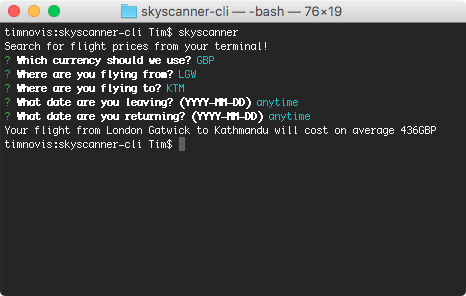 skyscanner-cli — -bash — 76×19
timnovis:skyscanner-cli Tim$ skyscanner
Search for flight prices from your terminal!
? Which currency should we use? GBP
? Where are you flying from? LGW
? Where are you flying to? KTM
? What date are you leaving? (YYYY-MM-DD) anytime
? What date are you returning? (YYYY-MM-DD) anytime
Your flight from London Gatwick to Kathmandu will cost on average 436GBP
timnovis:skyscanner-cli Tim$